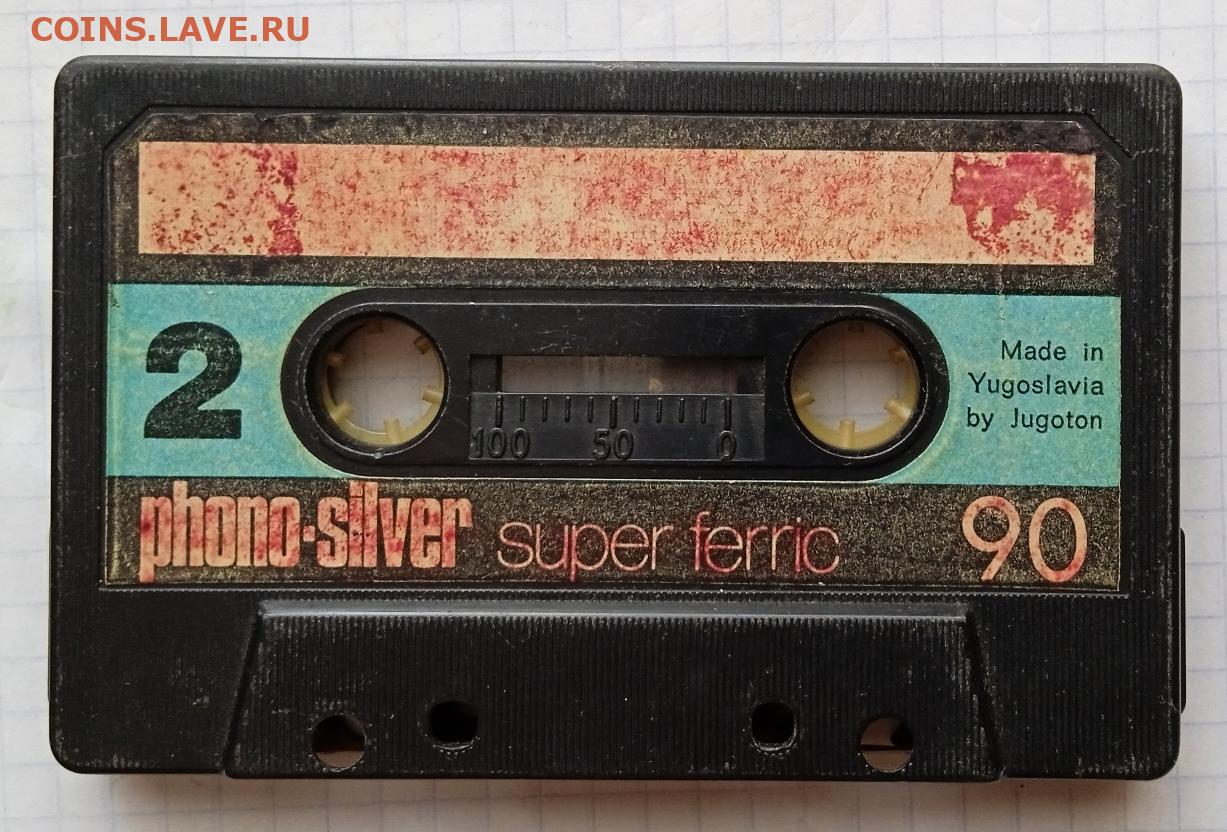 COINS.LAVE.RU
2
Made in
Yugoslavia
by Jugoton
100 50 0
phono-silver super ferric 90